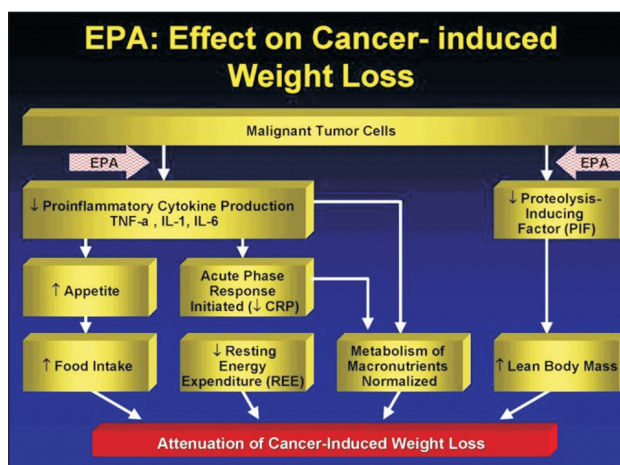 EPA: Effect on Cancer- induced
Weight Loss
Malignant Tumor Cells
EPA
EPA
↓ Proinflammatory Cytokine Production
TNF-a , IL-1, IL-6
↓ Proteolysis-
Inducing
Factor (PIF)
↑ Appetite
Acute Phase
Response
Initiated (↓ CRP)
↑ Food Intake
↓ Resting
Energy
Expenditure (REE)
Metabolism of
Macronutrients
Normalized
↑ Lean Body Mass
Attenuation of Cancer-Induced Weight Loss